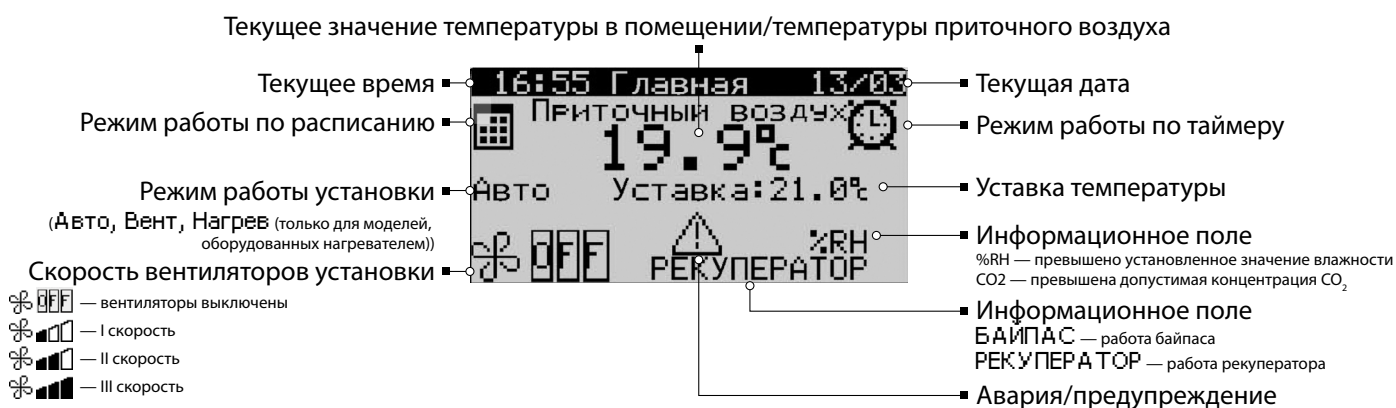 Текущее значение температуры в помещении/температуры приточного воздуха
Текущее время
16:55 Главная 13/03
Текущая дата
Режим работы по расписанию
Приточный воздух
19.9°c
Режим работы по таймеру
Режим работы установки
Авто
Уставка:21.0°c
Уставка температуры
(Авто, Вент, Нагрев (только для моделей,
оборудованных нагревателем))
Скорость вентиляторов установки
OFF
%RH
РЕКУПЕРАТОР
Информационное поле
%RH — превышено установленное значение влажности
CO2 — превышена допустимая концентрация CO2
OFF — вентиляторы выключены
I скорость
— II скорость
— III скорость
Информационное поле
БАЙПАС — работа байпаса
РЕКУПЕРАТОР — работа рекуператора
Авария/предупреждение